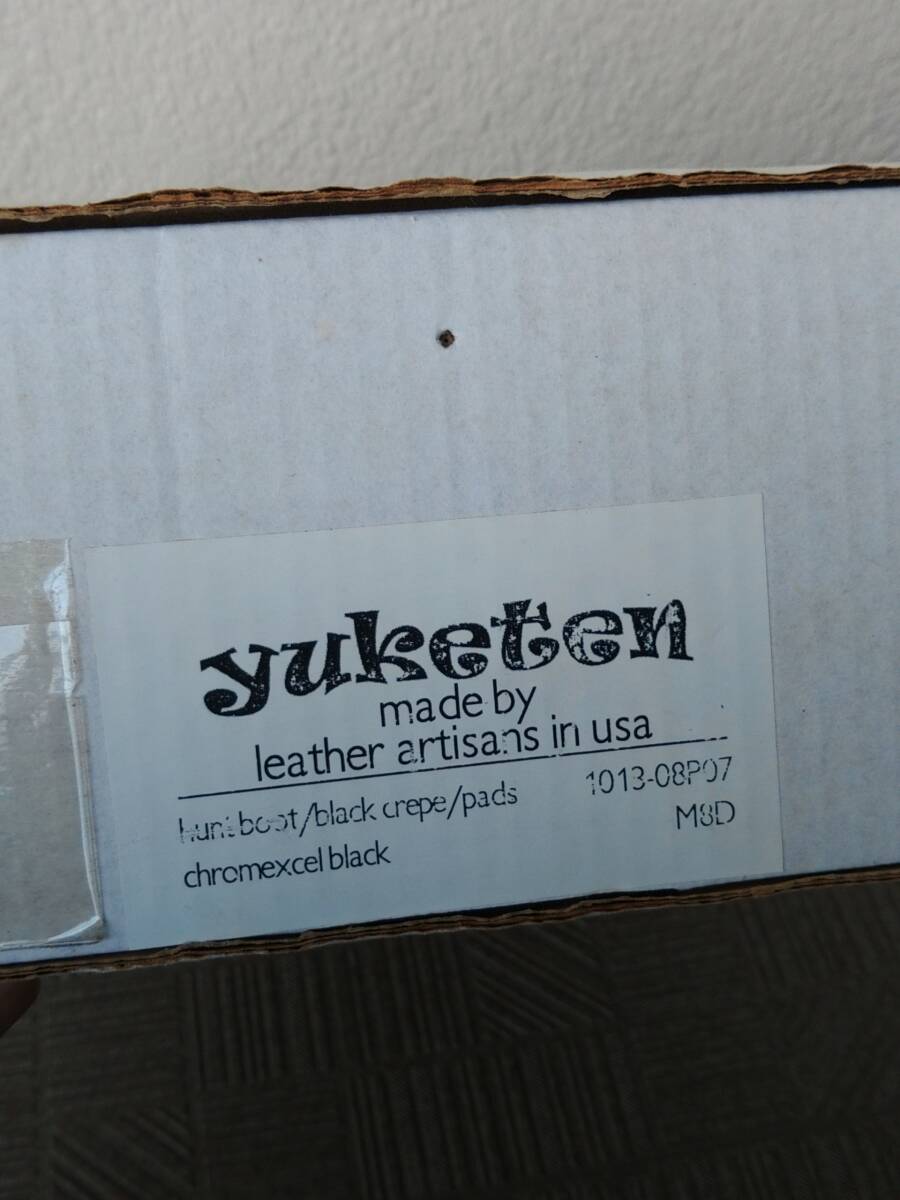 yuketen
made by
leather artisans in usa
hunt boot/black crepe/pads 1013-08P07
chromexcel black M8D